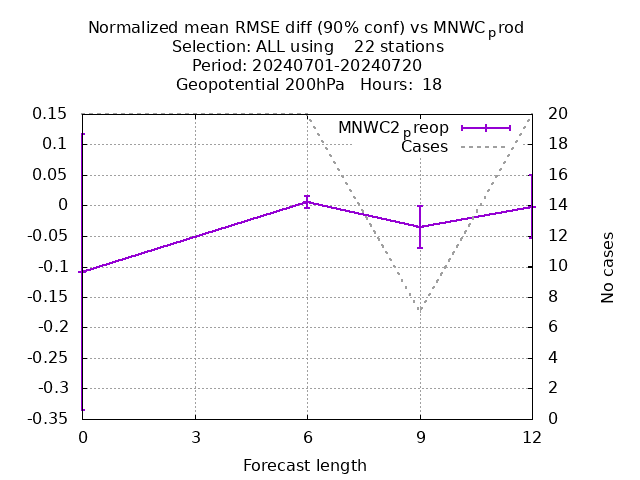 Normalized mean RMSE diff (90% conf) vs MNWCprod
Selection: ALL using    22 stations
Period: 20240701-20240720
Geopotential 200hPa   Hours:  18
0.15
0.1
0.05
0
-0.05
-0.1
-0.15
-0.2
-0.25
-0.3
-0.35
MNWC2preop
Cases
20
18
16
14
12
10
8
6
4
2
0
No cases
0 3 6 9 12
Forecast length